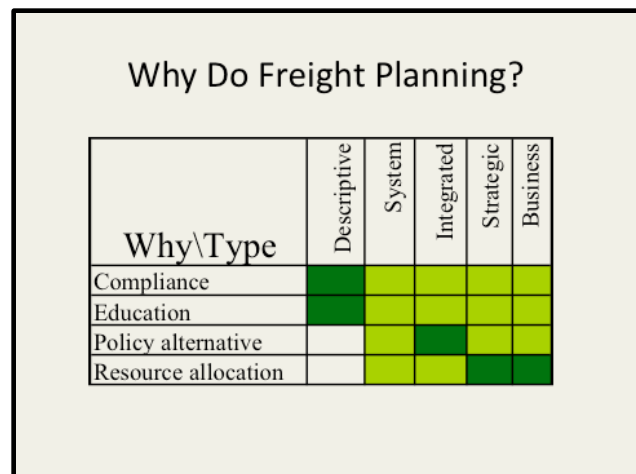 Why Do Freight Planning?
Why\Type
Descriptive
System
Integrated
Strategic
Business
Compliance
Education
Policy alternative
Resource allocation